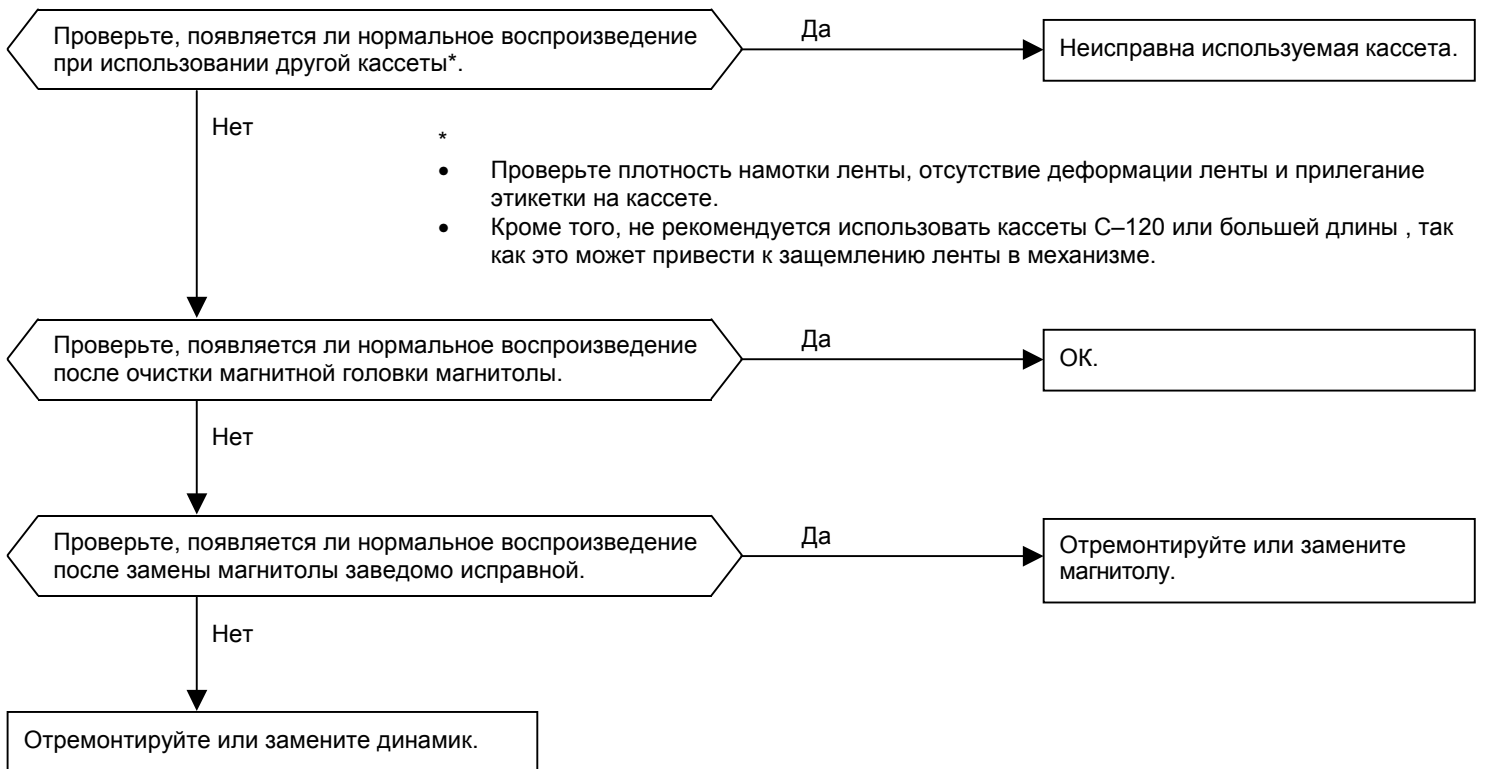 Проверьте, появляется ли нормальное воспроизведение
при использовании другой кассеты*.
Да
Неисправна используемая кассета.
Нет
*
• Проверьте плотность намотки ленты, отсутствие деформации ленты и прилегание
этикетки на кассете.
• Кроме того, не рекомендуется использовать кассеты С–120 или большей длины , так
как это может привести к защемлению ленты в механизме.
Проверьте, появляется ли нормальное воспроизведение
после очистки магнитной головки магнитолы.
Да
ОК.
Нет
Проверьте, появляется ли нормальное воспроизведение
после замены магнитолы заведомо исправной.
Да
Отремонтируйте или замените
магнитолу.
Нет
Отремонтируйте или замените динамик.